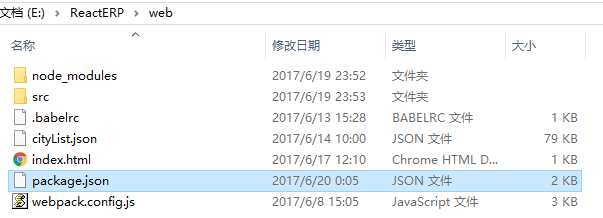 文档 (E:) › ReactERP › web
名称 修改日期 类型 大小
node_modules 2017/6/19 23:52 文件夹
src 2017/6/19 23:53 文件夹
.babelrc 2017/6/13 15:28 BABELRC 文件 1 KB
cityList.json 2017/6/14 10:00 JSON 文件 79 KB
index.html 2017/6/17 12:10 Chrome HTML D... 1 KB
package.json 2017/6/20 0:05 JSON 文件 2 KB
webpack.config.js 2017/6/8 15:05 JavaScript 文件 3 KB